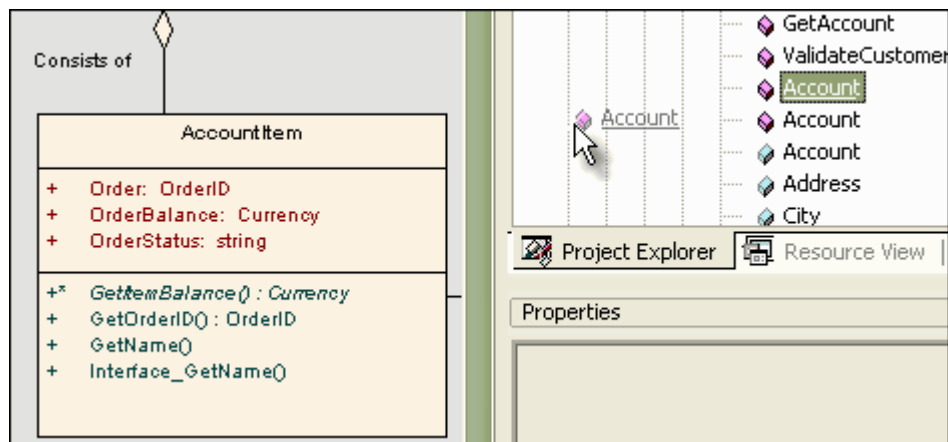 Consists of
AccountItem
+ Order: OrderID
+ OrderBalance: Currency
+ OrderStatus: string
+* GetItemBalance() : Currency
+ GetOrderID() : OrderID
+ GetName()
+ Interface_GetName()
GetAccount
ValidateCustomer
Account
Account
Account
Account
Address
City
Project Explorer
Resource View
Properties